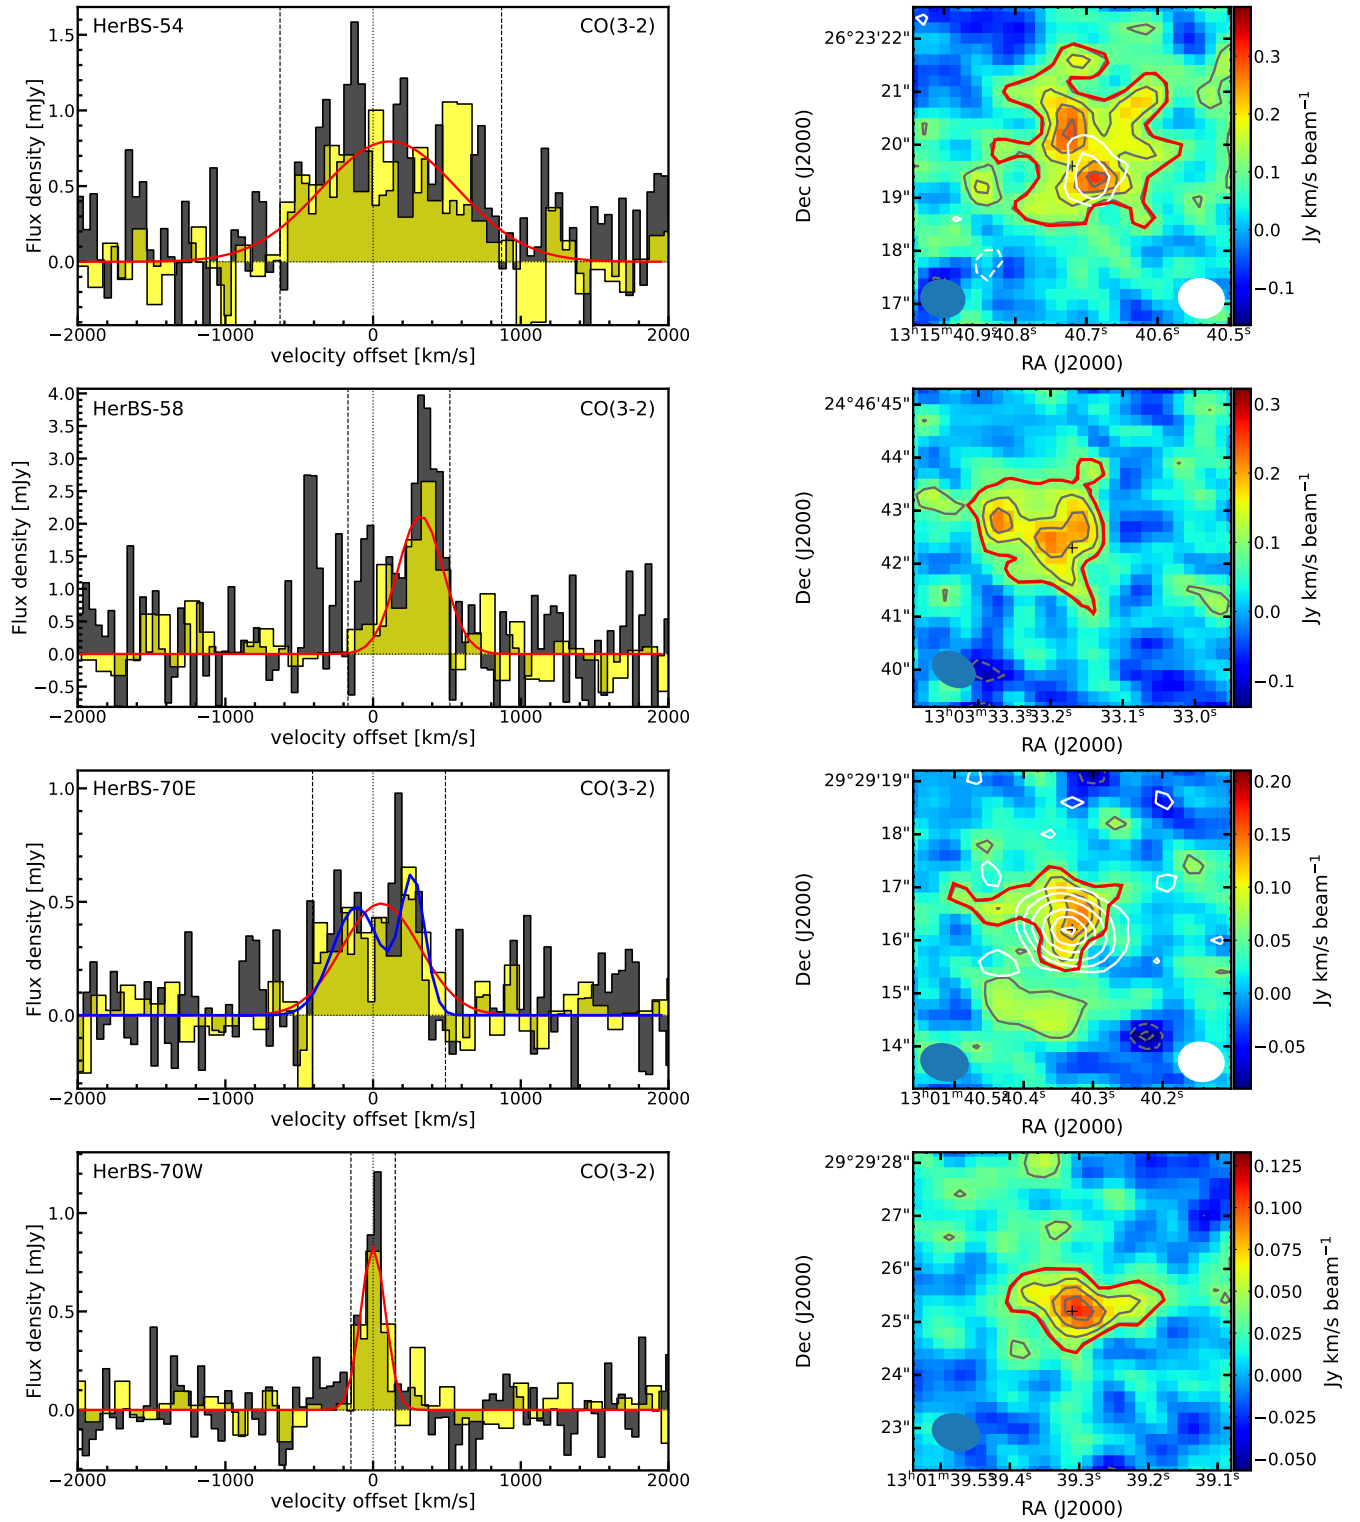 HerBS-54 CO(3-2)
1.5
1.0
0.5
0.0
Flux density [mJy]
−2000 −1000 0 1000 2000
velocity offset [km/s]
26°23'22"
21"
20"
19"
18"
17"
Dec (J2000)
13h15m40.9s 40.8s 40.7s 40.6s 40.5s
RA (J2000)
0.3
0.2
0.1
0.0
−0.1
Jy km/s beam−1
HerBS-58 CO(3-2)
4.0
3.5
3.0
2.5
2.0
1.5
1.0
0.5
0.0
−0.5
Flux density [mJy]
−2000 −1000 0 1000 2000
velocity offset [km/s]
24°46'45"
44"
43"
42"
41"
40"
Dec (J2000)
13h03m33.3s 33.2s 33.1s 33.0s
RA (J2000)
0.3
0.2
0.1
0.0
−0.1
Jy km/s beam−1
HerBS-70E CO(3-2)
1.0
0.5
0.0
Flux density [mJy]
−2000 −1000 0 1000 2000
velocity offset [km/s]
29°29'19"
18"
17"
16"
15"
14"
Dec (J2000)
13h01m40.5s 40.4s 40.3s 40.2s
RA (J2000)
0.20
0.15
0.10
0.05
0.00
−0.05
Jy km/s beam−1
HerBS-70W CO(3-2)
1.0
0.5
0.0
Flux density [mJy]
−2000 −1000 0 1000 2000
velocity offset [km/s]
29°29'28"
27"
26"
25"
24"
23"
Dec (J2000)
13h01m39.5s 39.4s 39.3s 39.2s 39.1s
RA (J2000)
0.125
0.100
0.075
0.050
0.025
0.000
−0.025
−0.050
Jy km/s beam−1